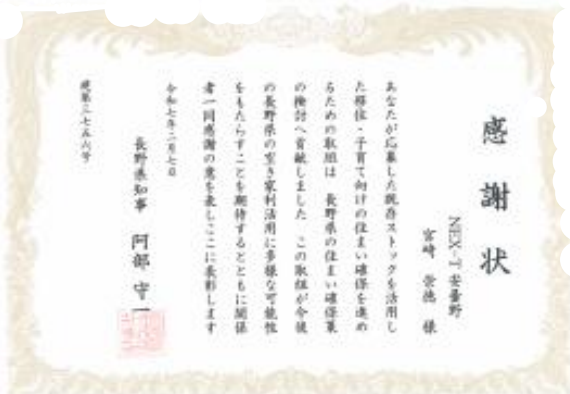 感謝状
NEX-T 安曇野
宮崎 崇徳 様
あなたが応募した既存ストックを活用し
た移住・子育て向けの住まい確保を進め
るための取組は 長野県の住まい確保策
の検討へ貢献しました この取組が今後
の長野県の空き家利活用に多様な可能性
をもたらすことを期待するとともに関係
者一同感謝の意を表しここに表彰します
令和七年二月七日
長野県知事 阿部 守一